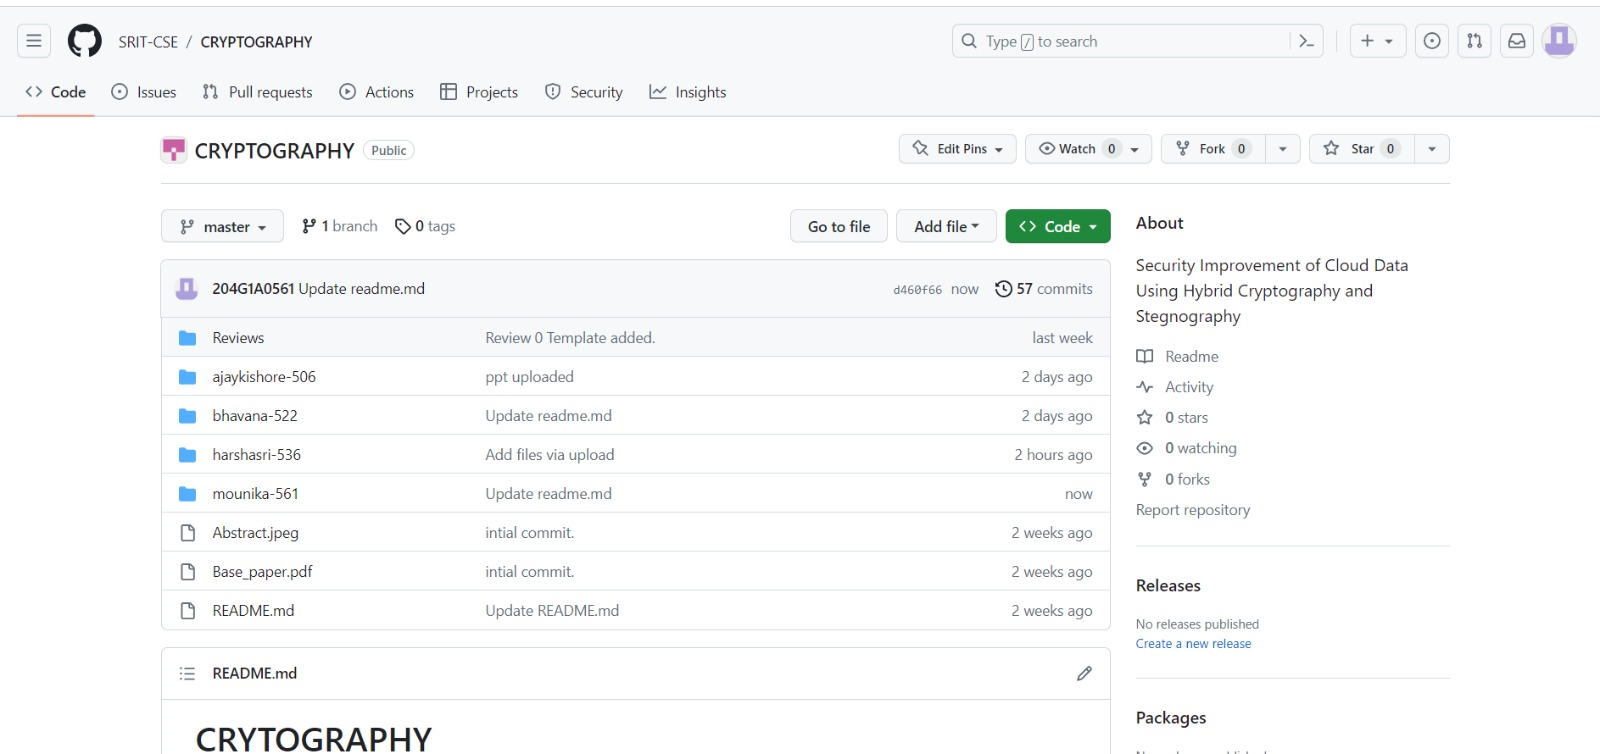 SRIT-CSE / CRYPTOGRAPHY
Type / to search
Code Issues Pull requests Actions Projects Security Insights
CRYPTOGRAPHY Public
Edit Pins Watch 0 Fork 0 Star 0
master 1 branch 0 tags Go to file Add file Code
204G1A0561 Update readme.md d460f66 now 57 commits
Reviews Review 0 Template added. last week
ajaykishore-506 ppt uploaded 2 days ago
bhavana-522 Update readme.md 2 days ago
harshasri-536 Add files via upload 2 hours ago
mounika-561 Update readme.md now
Abstract.jpeg intial commit. 2 weeks ago
Base_paper.pdf intial commit. 2 weeks ago
README.md Update README.md 2 weeks ago
README.md
CRYTOGRAPHY
About
Security Improvement of Cloud Data
Using Hybrid Cryptography and
Stegnography
Readme
Activity
0 stars
0 watching
0 forks
Report repository
Releases
No releases published
Create a new release
Packages